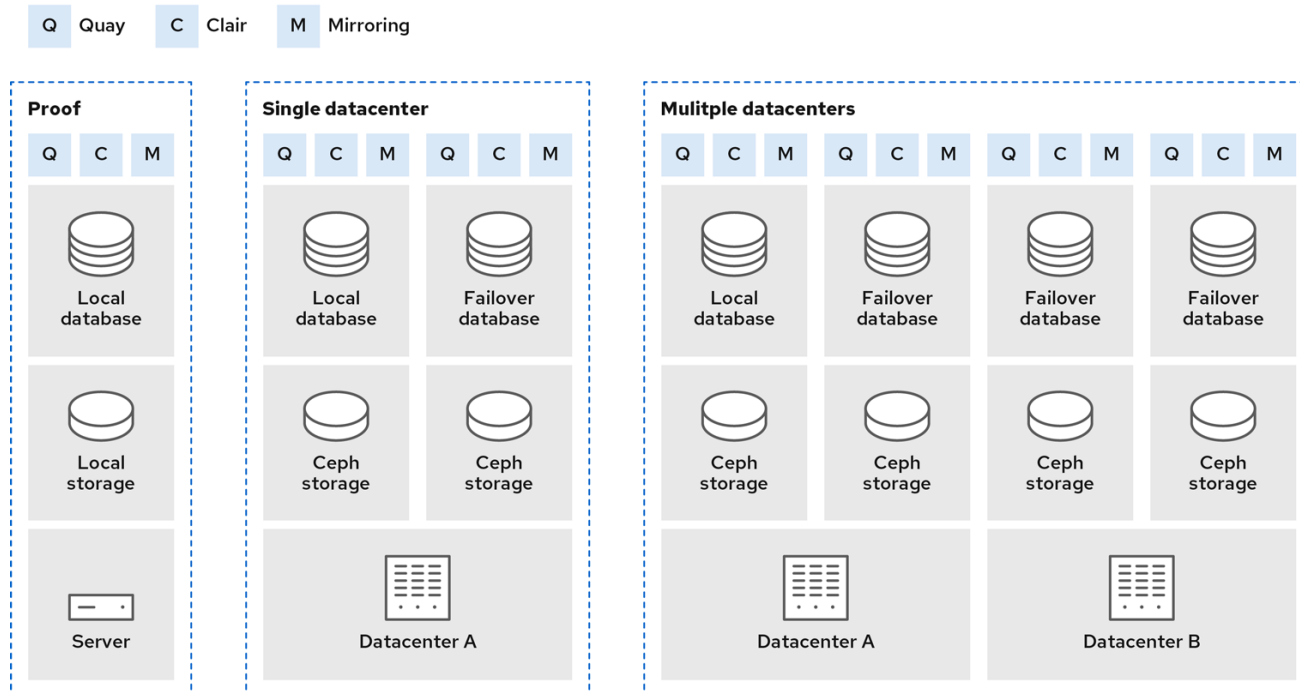 Q Quay C Clair M Mirroring
Proof
Q C M
Local
database
Local
storage
Server
Single datacenter
Q C M Q C M
Local
database
Failover
database
Ceph
storage
Ceph
storage
Datacenter A
Mulitple datacenters
Q C M Q C M Q C M Q C M
Local
database
Failover
database
Failover
database
Failover
database
Ceph
storage
Ceph
storage
Ceph
storage
Ceph
storage
Datacenter A
Datacenter B